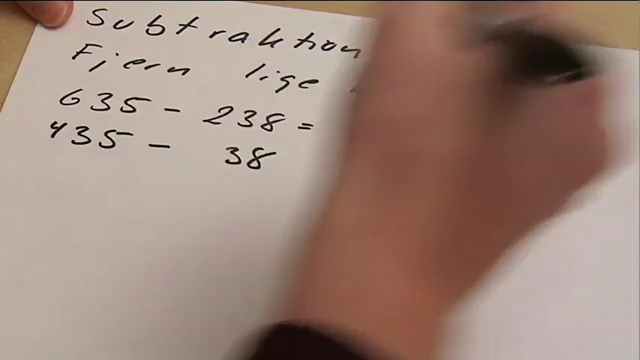 Subtraktion
Fjern lige
635 - 238 =
435 - 38